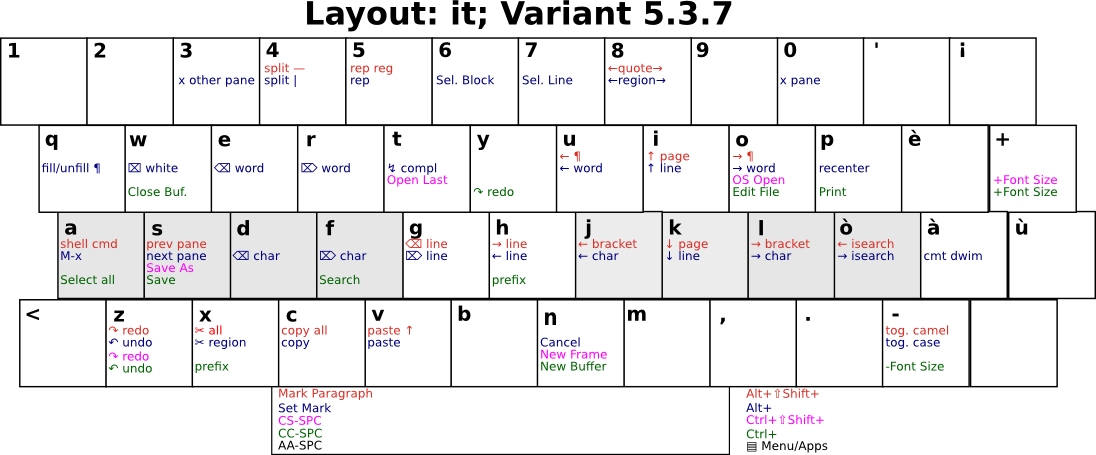 Layout: it; Variant 5.3.7
1 2 3 4 5 6 7 8 9 0 ' ì
split — rep reg ←quote→
x other pane split | rep Sel. Block Sel. Line ←region→ x pane
q w e r t y u i o p è +
← ¶ ↑ page → ¶
fill/unfill ¶ ⌧ white ⌫ word ⌦ word ↯ compl ← word ↑ line → word recenter
Open Last OS Open +Font Size
Close Buf. ↷ redo Edit File Print +Font Size
a s d f g h j k l ò à ù
shell cmd prev pane ⌫ line → line ← bracket ↓ page → bracket ← isearch
M-x next pane ⌫ char ⌦ char ⌦ line ← line ← char ↓ line → char → isearch cmt dwim
Save As
Select all Save Search prefix
< z x c v b n m , . -
↷ redo ✂ all copy all paste ↑ tog. camel
↶ undo ✂ region copy paste Cancel tog. case
↷ redo New Frame
↶ undo prefix New Buffer -Font Size
Mark Paragraph Alt+⇧Shift+
Set Mark Alt+
CS-SPC Ctrl+⇧Shift+
CC-SPC Ctrl+
AA-SPC ▤ Menu/Apps